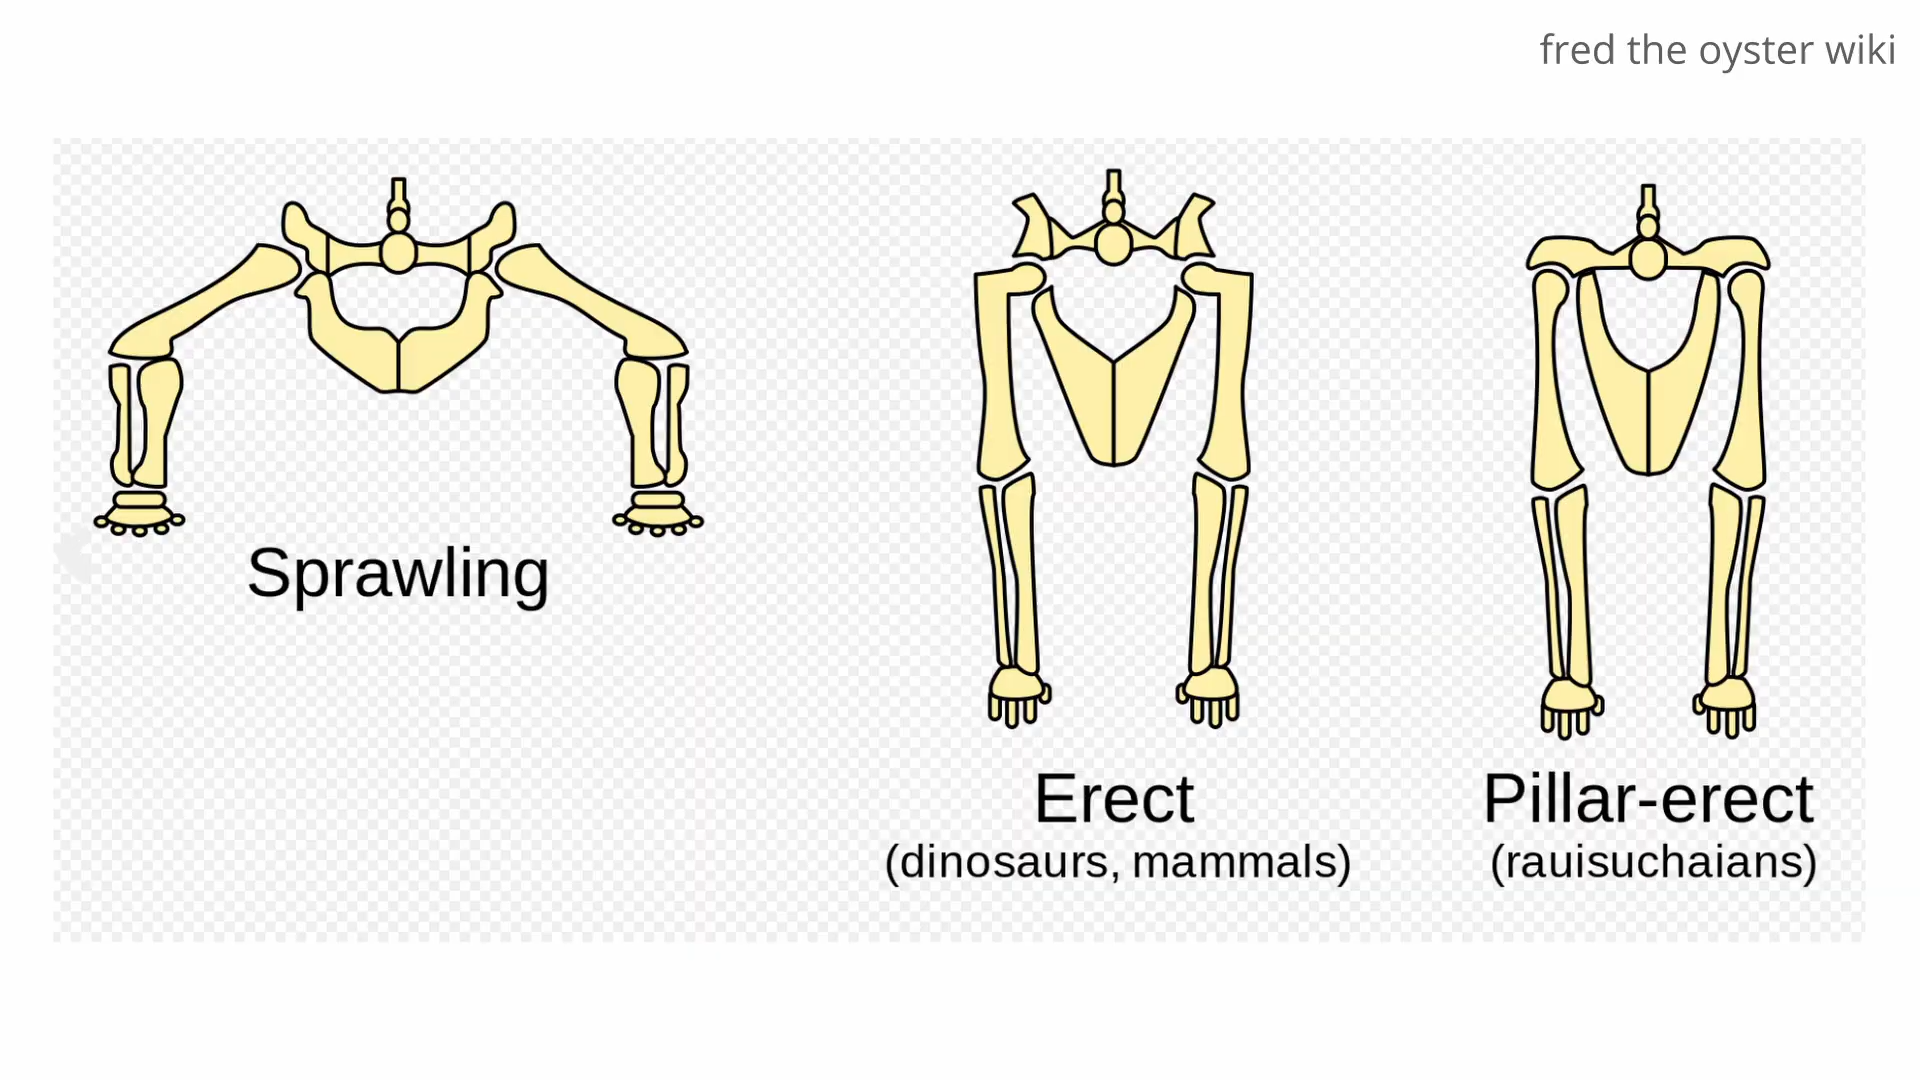 fred the oyster wiki
Sprawling
Erect
(dinosaurs, mammals)
Pillar-erect
(rauisuchaians)